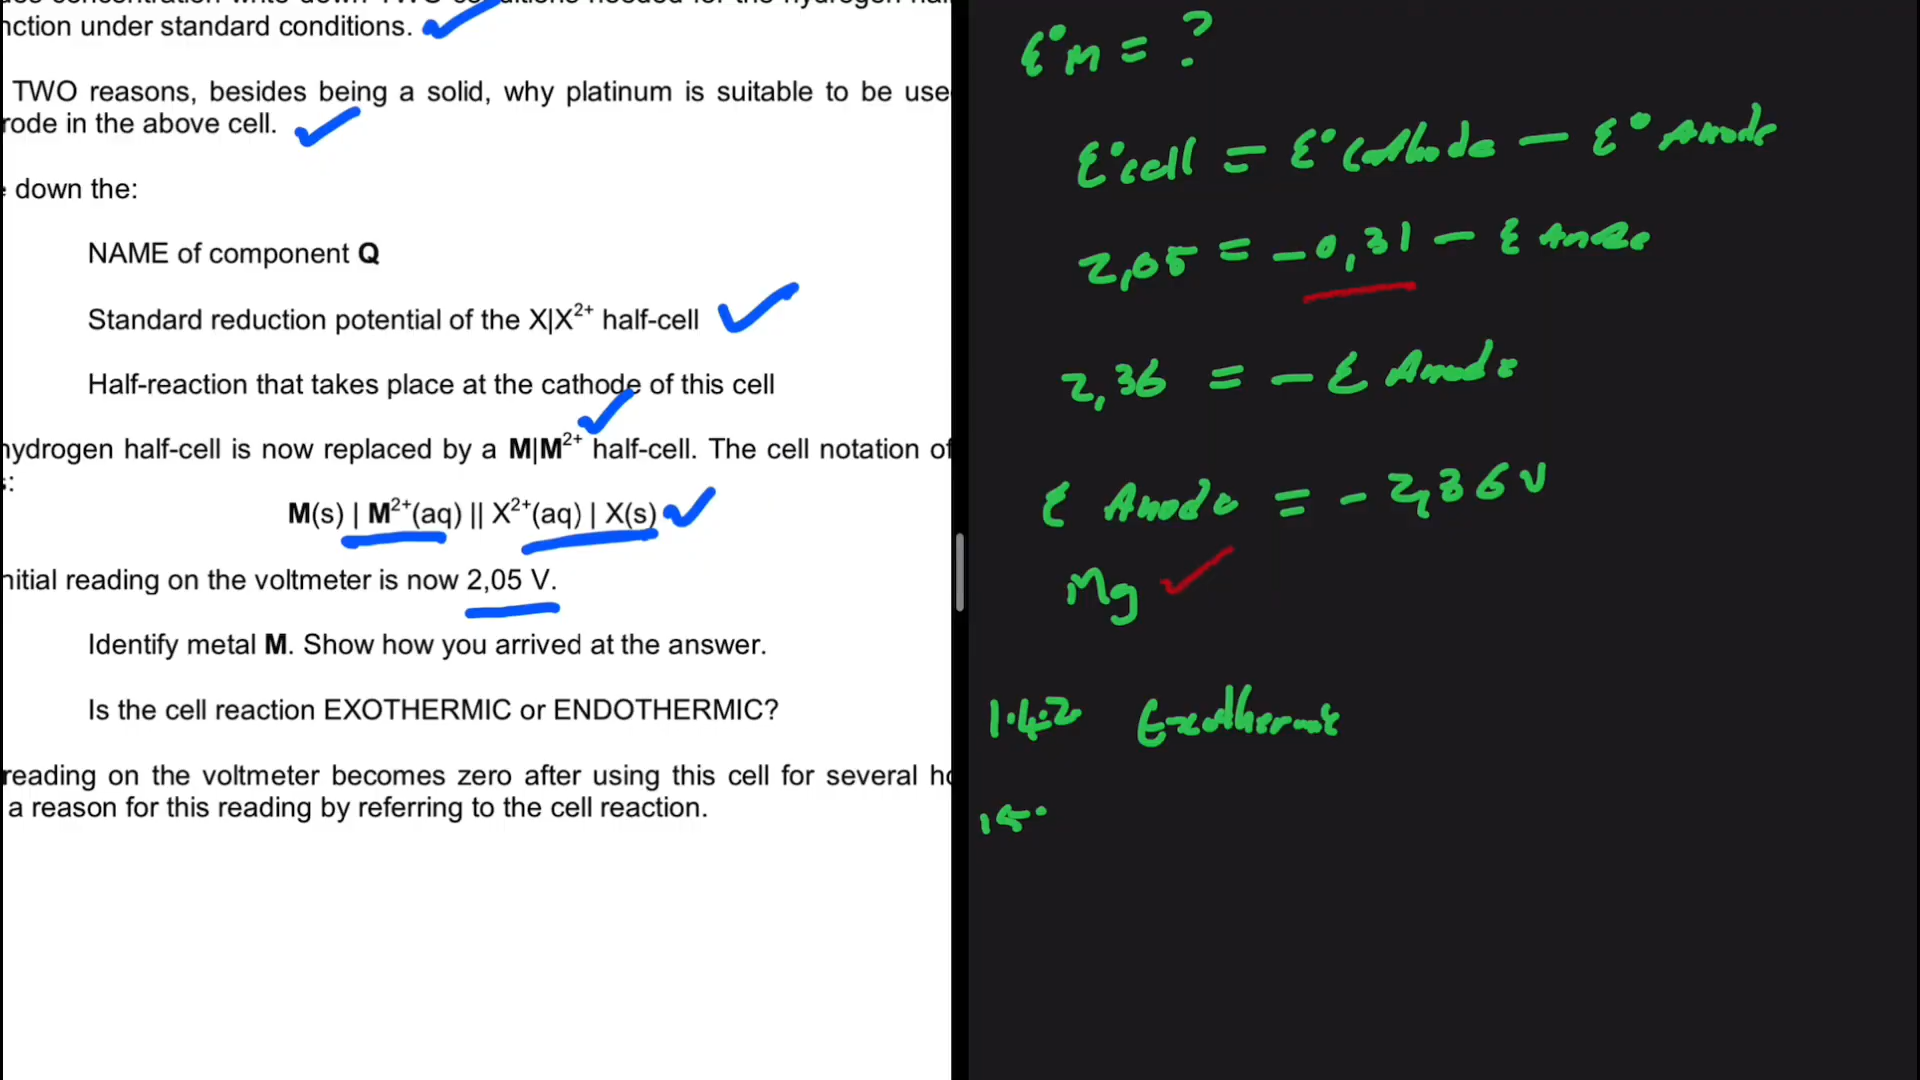 nction under standard conditions.
TWO reasons, besides being a solid, why platinum is suitable to be use
rode in the above cell.
down the:
NAME of component Q
Standard reduction potential of the X|X²⁺ half-cell
Half-reaction that takes place at the cathode of this cell
hydrogen half-cell is now replaced by a M|M²⁺ half-cell. The cell notation of
s:
M(s) | M²⁺(aq) || X²⁺(aq) | X(s)
nitial reading on the voltmeter is now 2,05 V.
Identify metal M. Show how you arrived at the answer.
Is the cell reaction EXOTHERMIC or ENDOTHERMIC?
reading on the voltmeter becomes zero after using this cell for several ho
a reason for this reading by referring to the cell reaction.
E°M = ?
E°cell = E°Cathode - E°Anode
2,05 = -0,31 - E Anode
2,36 = - E Anode
E Anode = - 2,36 V
Mg
1.4.2 Exothermic
15.